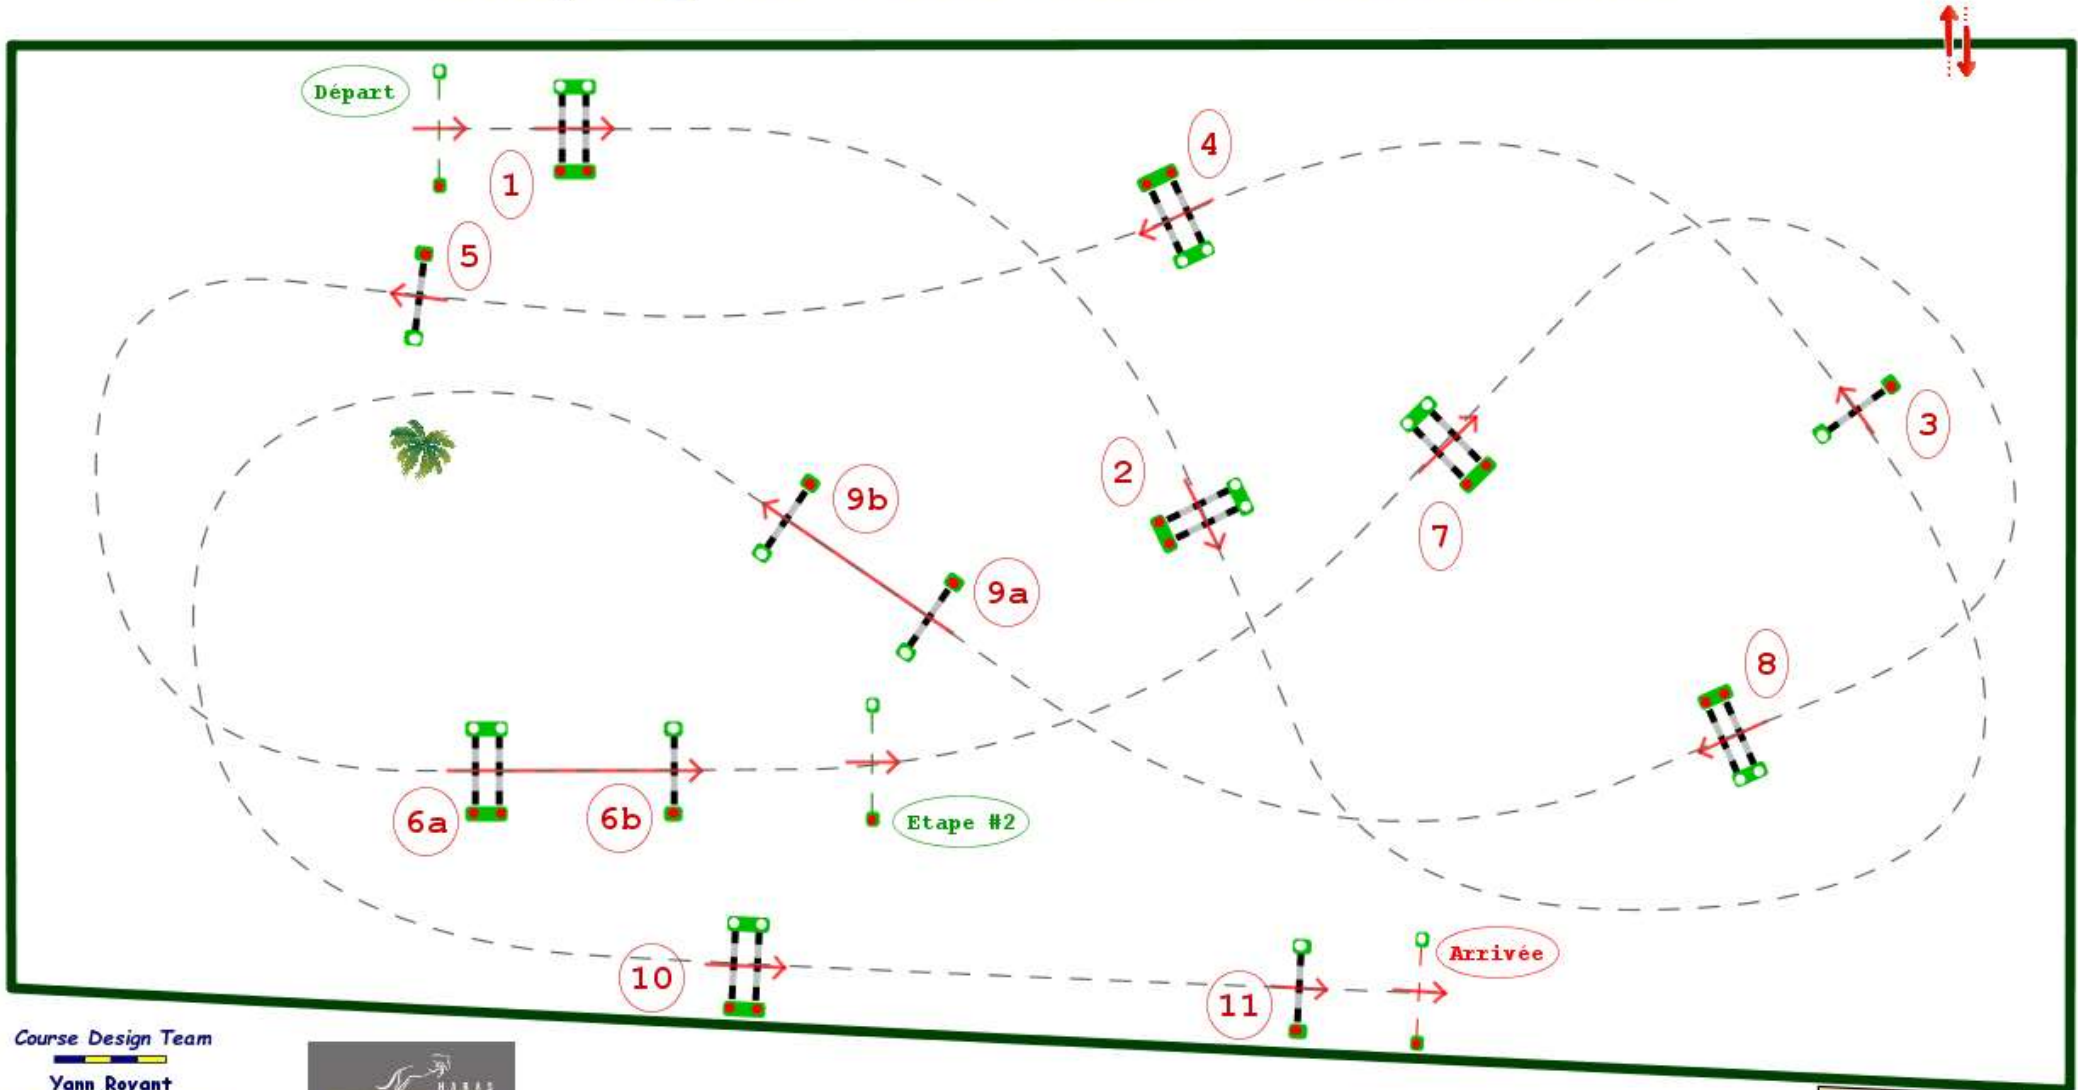 Départ
1
4
5
3
2
9b
7
9a
8
6a
6b
Etape #2
10
11
Arrivée
Course Design Team
Yann Royant
HARAS